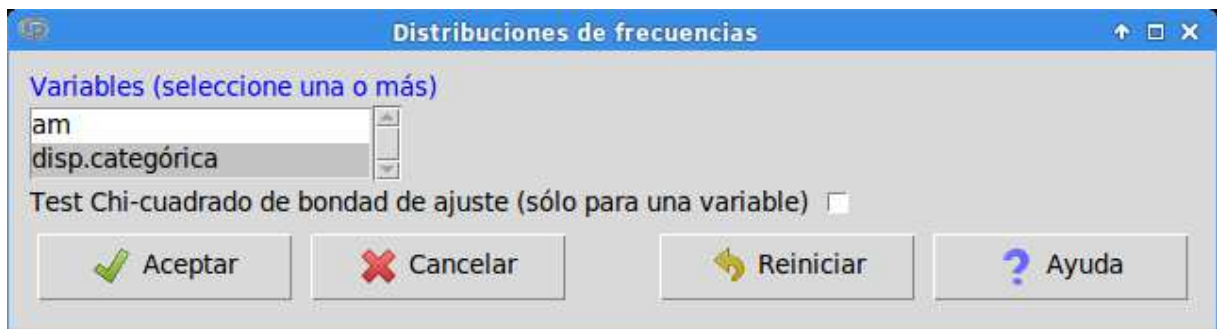 Distribuciones de frecuencias
Variables (seleccione una o más)
am
disp.categórica
Test Chi-cuadrado de bondad de ajuste (sólo para una variable)
Aceptar
Cancelar
Reiniciar
Ayuda